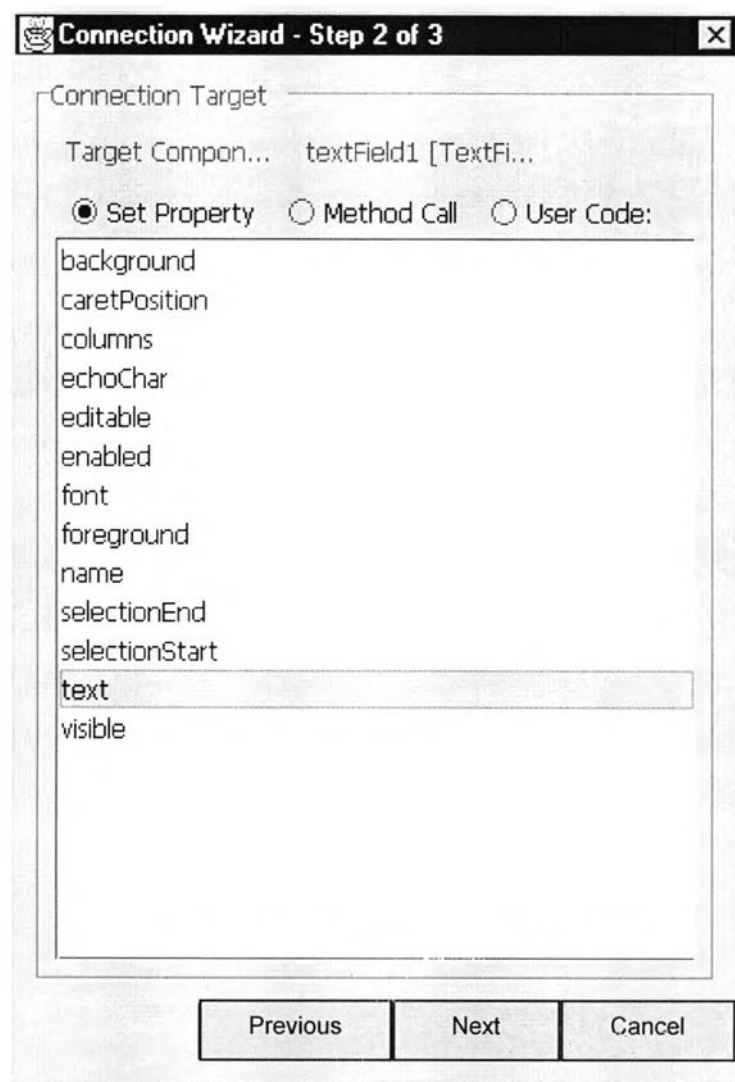 Connection Wizard - Step 2 of 3
Connection Target
Target Compon... textField1 [TextFi...
Set Property Method Call User Code:
background
caretPosition
columns
echoChar
editable
enabled
font
foreground
name
selectionEnd
selectionStart
text
visible
Previous Next Cancel